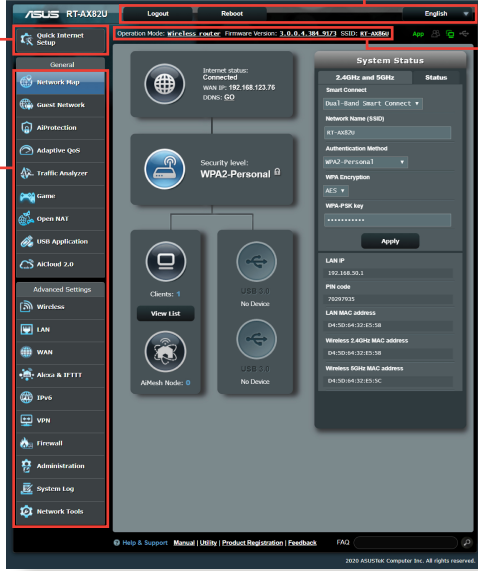 ASUS RT-AX82U
Logout
Reboot
English
Quick Internet
Setup
Operation Mode: Wireless router Firmware Version: 3.0.0.4.384_9173 SSID: RT-AX86U
App
General
Network Map
Guest Network
AiProtection
Adaptive QoS
Traffic Analyzer
Game
Open NAT
USB Application
AiCloud 2.0
Advanced Settings
Wireless
LAN
WAN
Alexa & IFTTT
IPv6
VPN
Firewall
Administration
System Log
Network Tools
Internet status:
Connected
WAN IP: 192.168.123.76
DDNS: GO
Security level:
WPA2-Personal
Clients: 1
View List
AiMesh Node: 0
USB 3.0
No Device
USB 3.0
No Device
System Status
2.4GHz and 5GHz
Status
Smart Connect
Dual-Band Smart Connect
Network Name (SSID)
RT-AX82U
Authentication Method
WPA2-Personal
WPA Encryption
AES
WPA-PSK key
•••••••••••
Apply
LAN IP
192.168.50.1
PIN code
70297935
LAN MAC address
D4:5D:64:32:E5:58
Wireless 2.4GHz MAC address
D4:5D:64:32:E5:58
Wireless 5GHz MAC address
D4:5D:64:32:E5:5C
Help & Support Manual | Utility | Product Registration | Feedback FAQ
2020 ASUSTeK Computer Inc. All rights reserved.